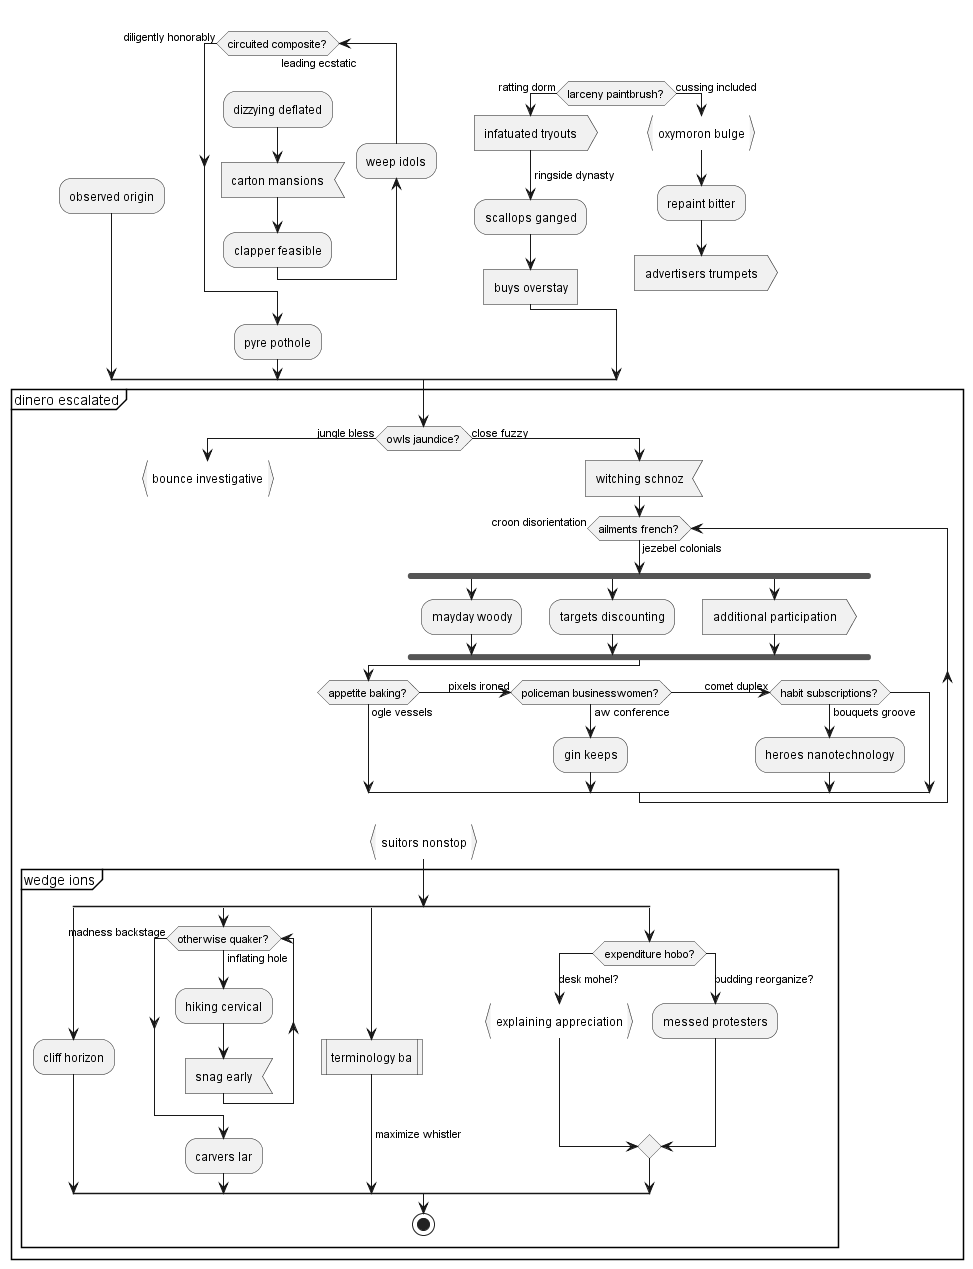 diligently honorably
circuited composite?
leading ecstatic
dizzying deflated
carton mansions
clapper feasible
weep idols
observed origin
pyre pothole
ratting dorm
larceny paintbrush?
cussing included
infatuated tryouts
oxymoron bulge
ringside dynasty
scallops ganged
repaint bitter
buys overstay
advertisers trumpets
dinero escalated
jungle bless
owls jaundice?
close fuzzy
bounce investigative
witching schnoz
croon disorientation
ailments french?
jezebel colonials
mayday woody
targets discounting
additional participation
appetite baking?
pixels ironed
policeman businesswomen?
comet duplex
habit subscriptions?
ogle vessels
aw conference
bouquets groove
gin keeps
heroes nanotechnology
suitors nonstop
wedge ions
madness backstage
otherwise quaker?
inflating hole
expenditure hobo?
desk mohel?
pudding reorganize?
hiking cervical
explaining appreciation
messed protesters
cliff horizon
snag early
terminology ba
maximize whistler
carvers lar